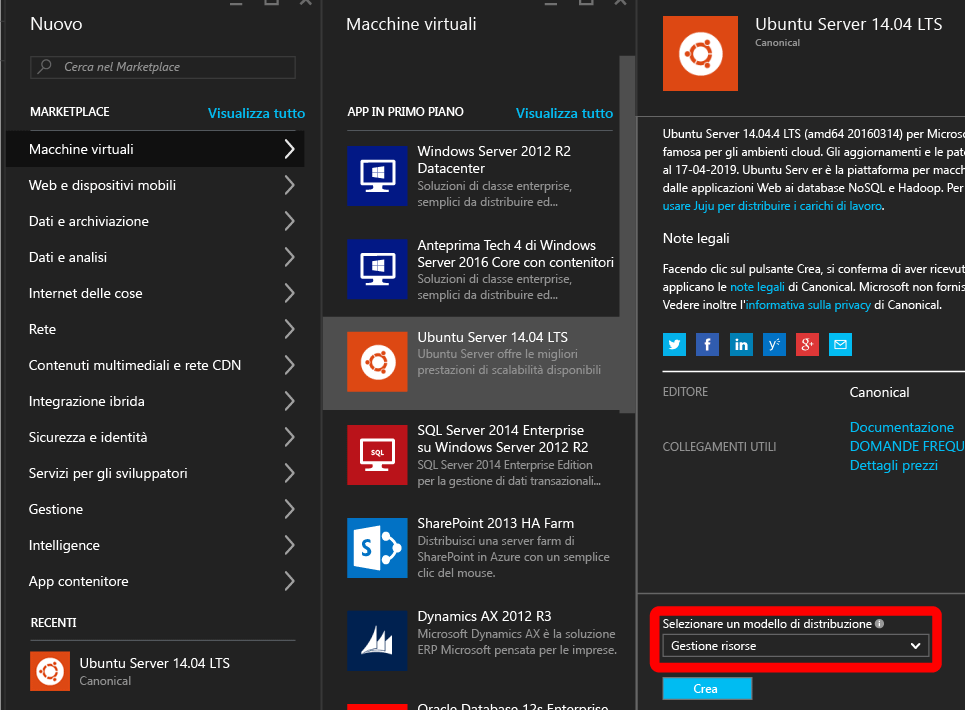 Nuovo
Cerca nel Marketplace
MARKETPLACE
Visualizza tutto
Macchine virtuali
Web e dispositivi mobili
Dati e archiviazione
Dati e analisi
Internet delle cose
Rete
Contenuti multimediali e rete CDN
Integrazione ibrida
Sicurezza e identità
Servizi per gli sviluppatori
Gestione
Intelligence
App contenitore
RECENTI
Ubuntu Server 14.04 LTS
Canonical
Macchine virtuali
APP IN PRIMO PIANO
Visualizza tutto
Windows Server 2012 R2
Datacenter
Soluzioni di classe enterprise,
semplici da distribuire ed...
Anteprima Tech 4 di Windows
Server 2016 Core con contenitori
Soluzioni di classe enterprise,
semplici da distribuire ed...
Ubuntu Server 14.04 LTS
Ubuntu Server offre le migliori
prestazioni di scalabilità disponibili
SQL
SQL Server 2014 Enterprise
su Windows Server 2012 R2
SQL Server 2014 Enterprise Edition
per la gestione di dati transazionali...
S
SharePoint 2013 HA Farm
Distribuisci una server farm di
SharePoint in Azure con un semplice
clic del mouse.
Dynamics AX 2012 R3
Microsoft Dynamics AX è la soluzione
ERP Microsoft pensata per le imprese.
Oracle Database 12s Enterprise
Ubuntu Server 14.04 LTS
Canonical
Ubuntu Server 14.04.4 LTS (amd64 20160314) per Microso
famosa per gli ambienti cloud. Gli aggiornamenti e le pat
al 17-04-2019. Ubuntu Serv er è la piattaforma per macch
dalle applicazioni Web ai database NoSQL e Hadoop. Per
usare Juju per distribuire i carichi di lavoro.
Note legali
Facendo clic sul pulsante Crea, si conferma di aver ricevut
applicano le note legali di Canonical. Microsoft non fornis
Vedere inoltre l'informativa sulla privacy di Canonical.
EDITORE
Canonical
COLLEGAMENTI UTILI
Documentazione
DOMANDE FREQU
Dettagli prezzi
Selezionare un modello di distribuzione
Gestione risorse
Crea